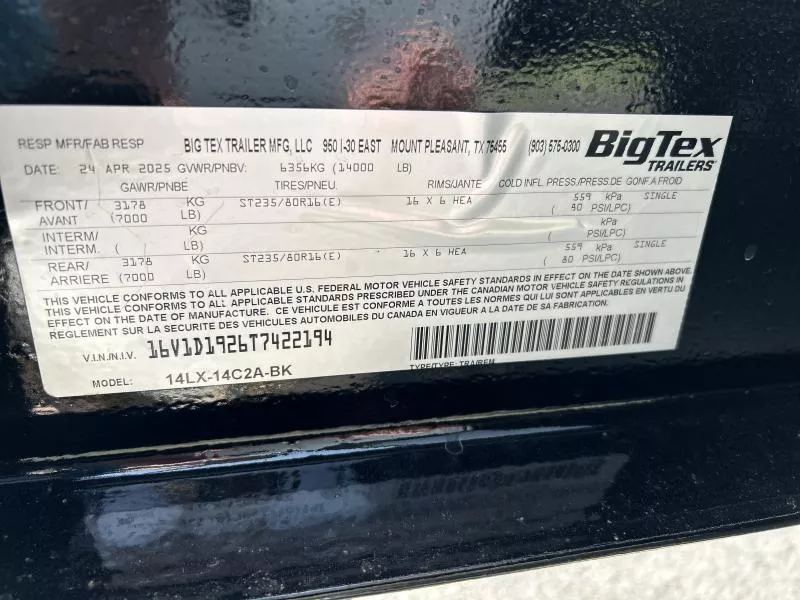 RESP MFR/FAB RESP BIG TEX TRAILER MFG, LLC 950 I-30 EAST MOUNT PLEASANT, TX 75455 (903) 575-0300 BigTex
TRAILERS
DATE: 24 APR 2025 GVWR/PNBV: 6356KG (14000 LB)
GAWR/PNBE TIRES/PNEU. RIMS/JANTE COLD INFL. PRESS/PRESS.DE GONF.A FROID
FRONT/ 3178 KG ST235/80R16(E) 16 X 6 HEA 559 kPa SINGLE
AVANT (7000 LB) ( 80 PSI/LPC)
INTERM/ KG kPa
INTERM. ( LB) ( PSI/LPC)
REAR/ 3178 KG ST235/80R16(E) 16 X 6 HEA 559 kPa SINGLE
ARRIERE (7000 LB) ( 80 PSI/LPC)
THIS VEHICLE CONFORMS TO ALL APPLICABLE U.S. FEDERAL MOTOR VEHICLE SAFETY STANDARDS IN EFFECT ON THE DATE SHOWN ABOVE.
THIS VEHICLE CONFORMS TO ALL APPLICABLE STANDARDS PRESCRIBED UNDER THE CANADIAN MOTOR VEHICLE SAFETY REGULATIONS IN
EFFECT ON THE DATE OF MANUFACTURE. CE VEHICULE EST CONFORME A TOUTES LES NORMES QUI LUI SONT APPLICABLES EN VERTU DU
REGLEMENT SUR LA SECURITE DES VEHICULES AUTOMOBILES DU CANADA EN VIGUEUR A LA DATE DE SA FABRICATION.
V.I.N./N.I.V. 16V1D1926T7422194
TYPE/TYPE: TRA/REM
MODEL: 14LX-14C2A-BK